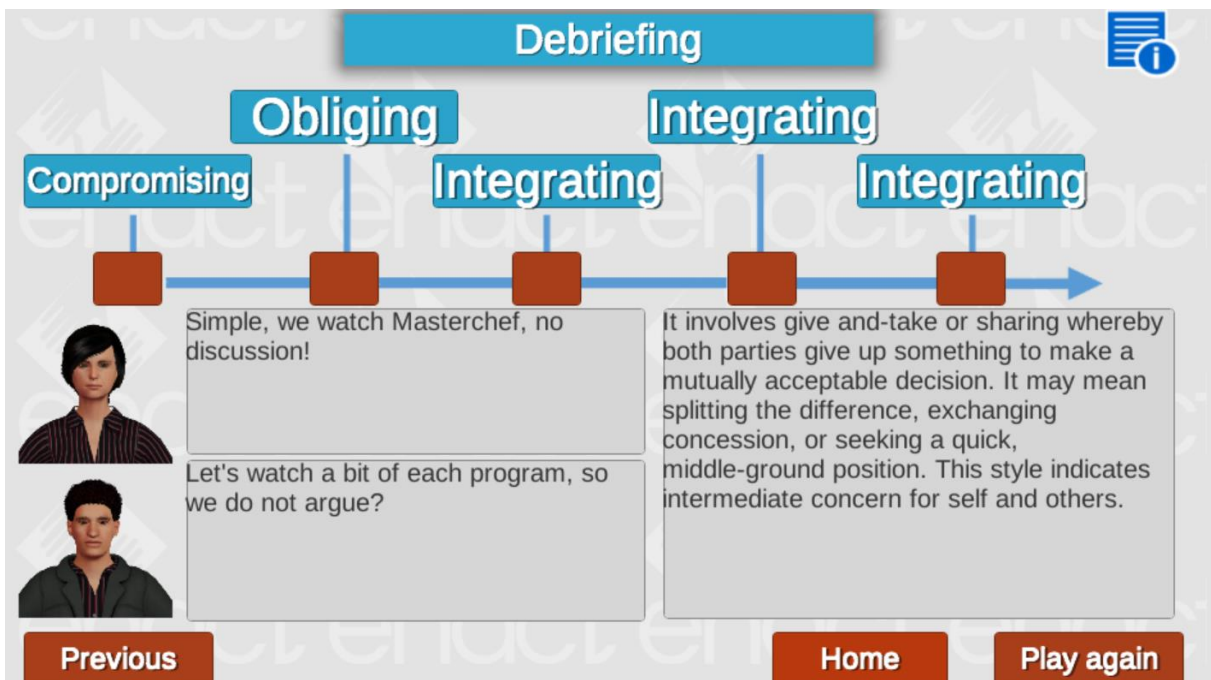 Debriefing
Obliging
Integrating
Compromising
Integrating
Integrating
Simple, we watch Masterchef, no
discussion!
Let's watch a bit of each program, so
we do not argue?
It involves give and-take or sharing whereby
both parties give up something to make a
mutually acceptable decision. It may mean
splitting the difference, exchanging
concession, or seeking a quick,
middle-ground position. This style indicates
intermediate concern for self and others.
Previous
Home
Play again
enact enact enact